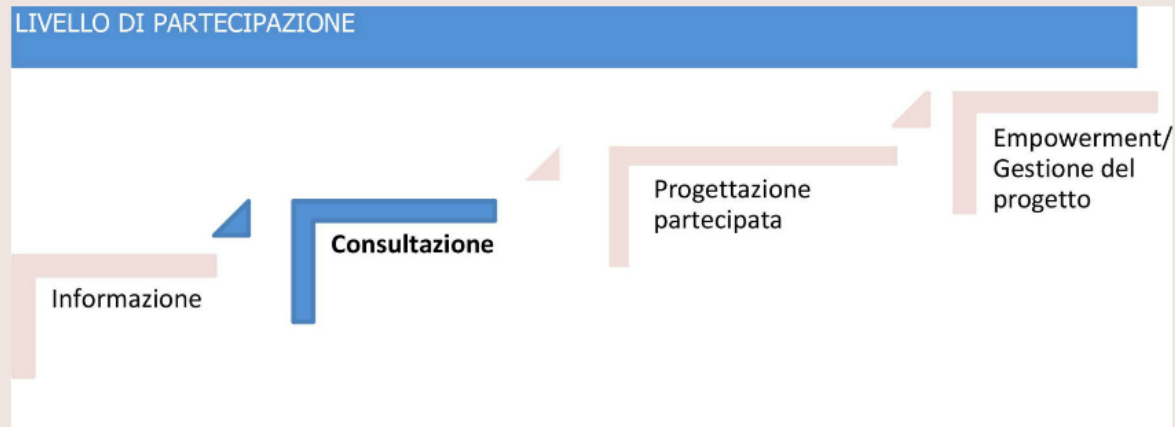 LIVELLO DI PARTECIPAZIONE
Informazione
Consultazione
Progettazione
partecipata
Empowerment/
Gestione del
progetto